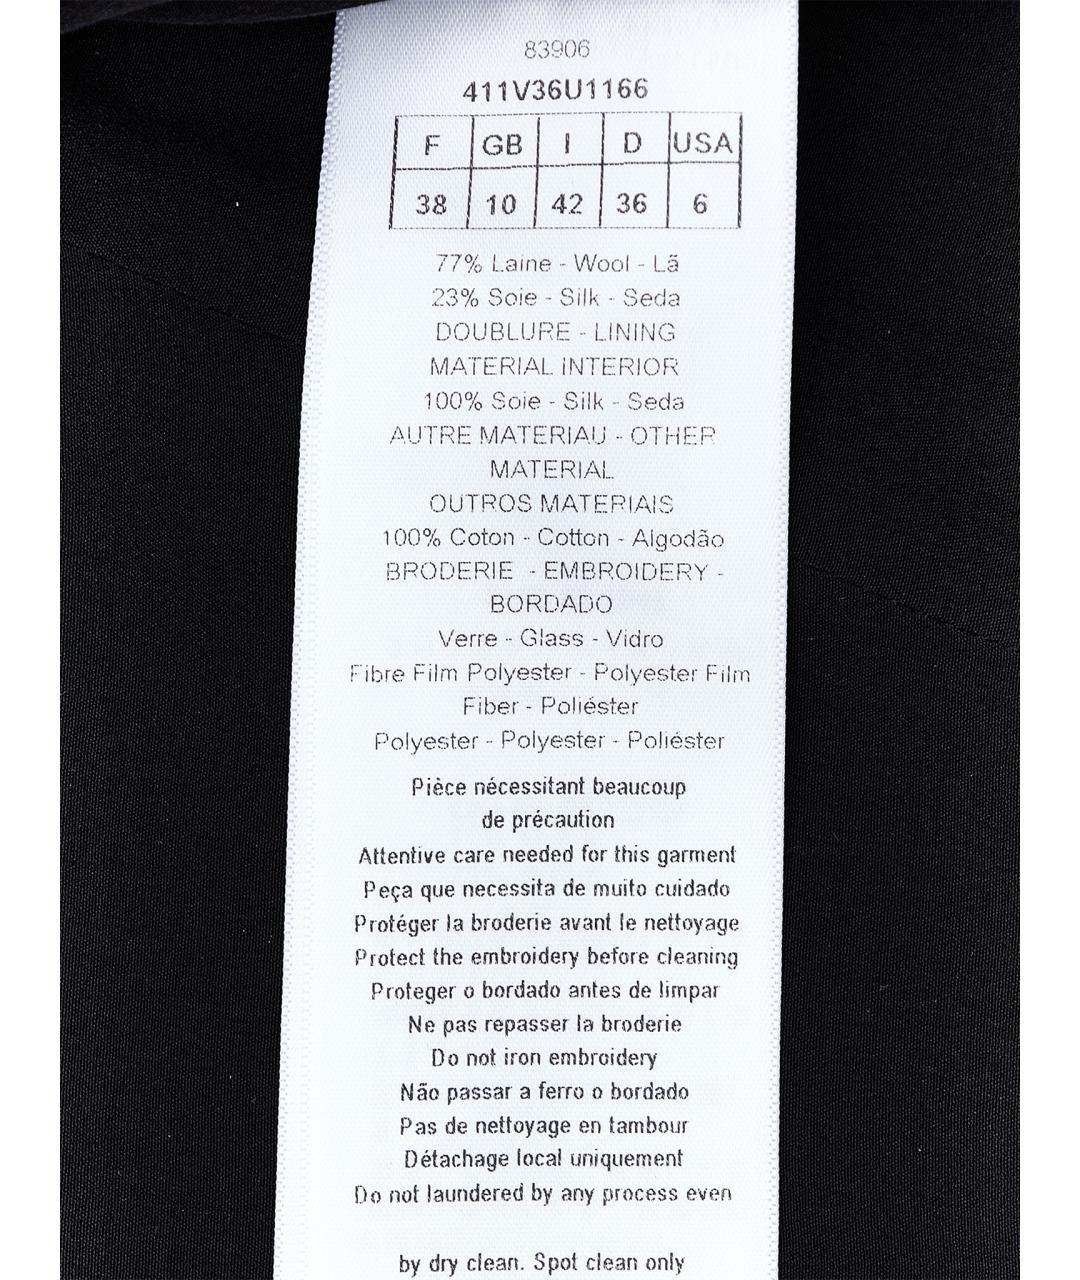 83906
411V36U1166
F GB I D USA
38 10 42 36 6
77% Laine - Wool - Lã
23% Soie - Silk - Seda
DOUBLURE - LINING
MATERIAL INTERIOR
100% Soie - Silk - Seda
AUTRE MATERIAU - OTHER
MATERIAL
OUTROS MATERIAIS
100% Coton - Cotton - Algodão
BRODERIE - EMBROIDERY -
BORDADO
Verre - Glass - Vidro
Fibre Film Polyester - Polyester Film
Fiber - Poliéster
Polyester - Polyester - Poliéster
Pièce nécessitant beaucoup
de précaution
Attentive care needed for this garment
Peça que necessita de muito cuidado
Protéger la broderie avant le nettoyage
Protect the embroidery before cleaning
Proteger o bordado antes de limpar
Ne pas repasser la broderie
Do not iron embroidery
Não passar a ferro o bordado
Pas de nettoyage en tambour
Détachage local uniquement
Do not laundered by any process even
by dry clean. Spot clean only